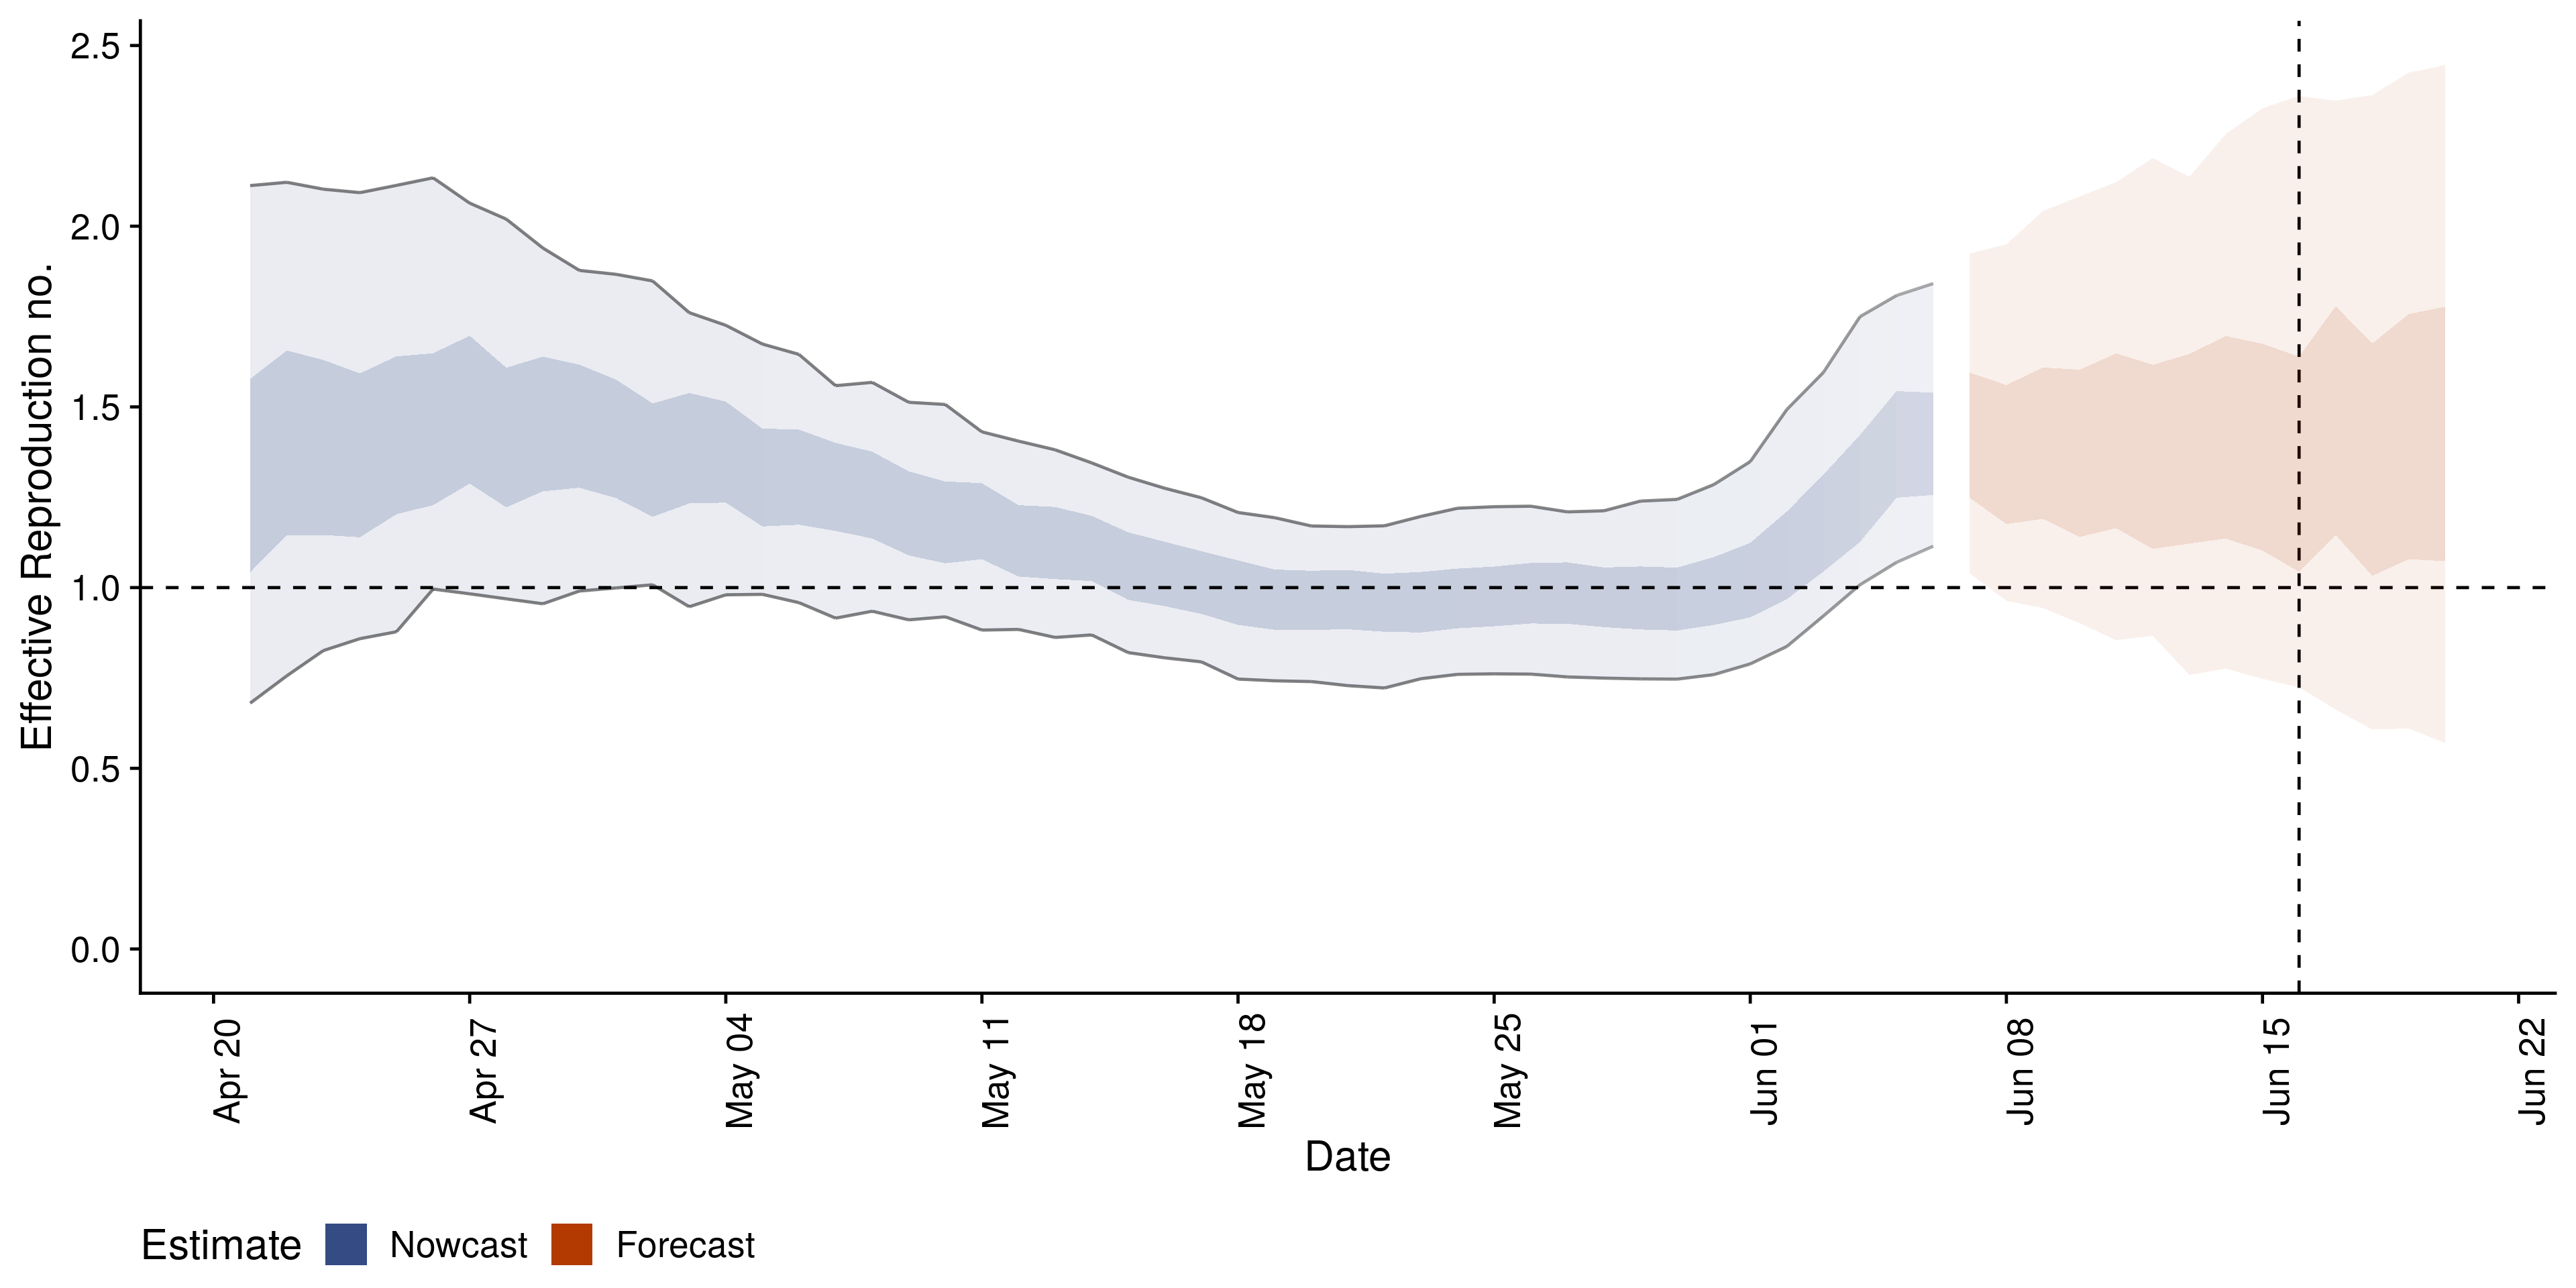 Effective Reproduction no.
2.5
2.0
1.5
1.0
0.5
0.0
Apr 20
Apr 27
May 04
May 11
May 18
May 25
Jun 01
Jun 08
Jun 15
Jun 22
Date
Estimate Nowcast Forecast